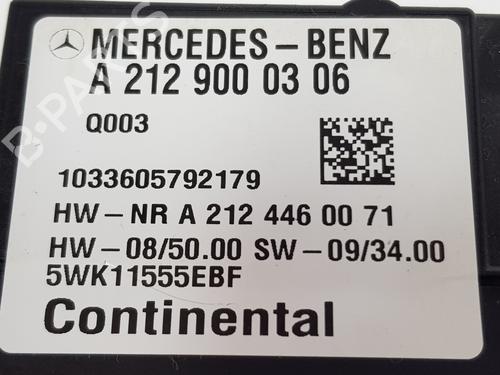 MERCEDES-BENZ
A 212 900 03 06
Q003
1033605792179
HW-NR A 212 446 00 71
HW-08/50.00 SW-09/34.00
5WK11555EBF
Continental
B-PARTS